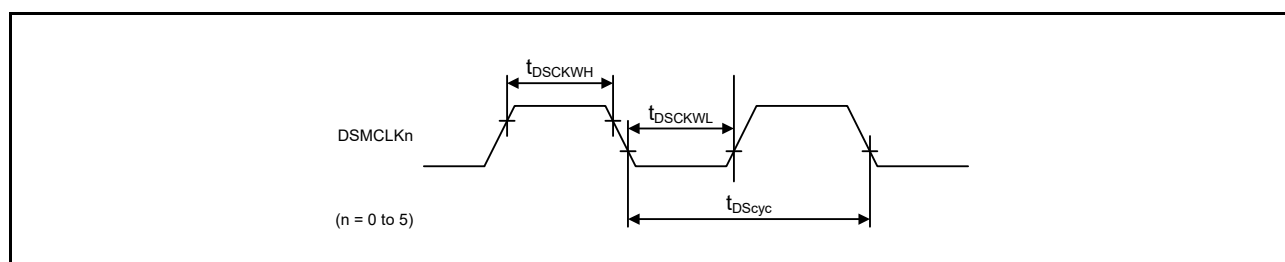 tDSCKWH
tDSCKWL
DSMCLKn
tDScyc
(n = 0 to 5)